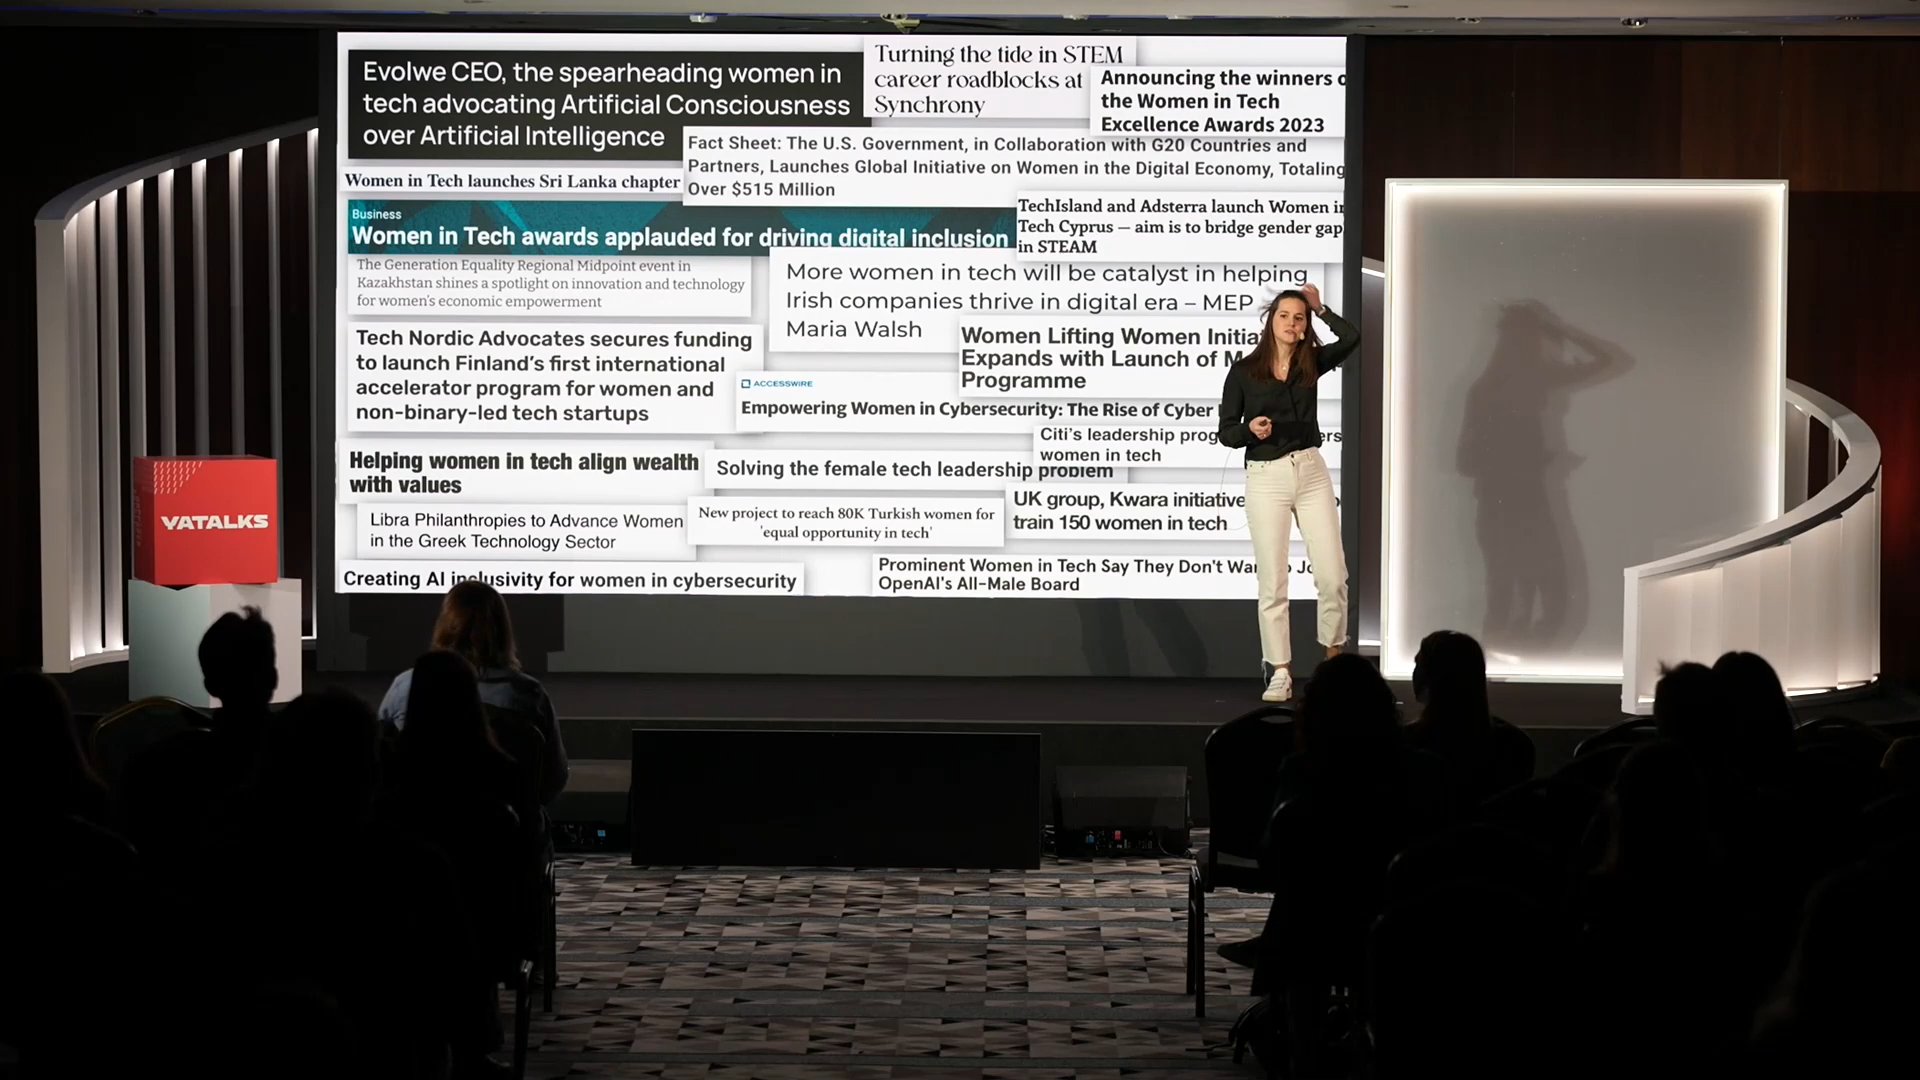 Evolwe CEO, the spearheading women in
tech advocating Artificial Consciousness
over Artificial Intelligence
Turning the tide in STEM
career roadblocks at
Synchrony
Announcing the winners
the Women in Tech
Excellence Awards 2023
Fact Sheet: The U.S. Government, in Collaboration with G20 Countries and
Partners, Launches Global Initiative on Women in the Digital Economy, Totaling
Over $515 Million
Women in Tech launches Sri Lanka chapter
Business
Women in Tech awards applauded for driving digital inclusion
TechIsland and Adsterra launch Women in
Tech Cyprus – aim is to bridge gender gap
in STEAM
The Generation Equality Regional Midpoint event in
Kazakhstan shines a spotlight on innovation and technology
for women's economic empowerment
More women in tech will be catalyst in helping
Irish companies thrive in digital era – MEP
Maria Walsh
Tech Nordic Advocates secures funding
to launch Finland's first international
accelerator program for women and
non-binary-led tech startups
Women Lifting Women
Expands with Launch of
Programme
ACCESSWIRE
Empowering Women in Cybersecurity: The Rise of Cyber
Citi's leadership
women in tech
Helping women in tech align wealth
with values
Solving the female tech leadership problem
UK group, Kwara initiative
train 150 women in tech
Libra Philanthropies to Advance Women
in the Greek Technology Sector
New project to reach 80K Turkish women for
'equal opportunity in tech'
Creating AI inclusivity for women in cybersecurity
Prominent Women in Tech Say They Don't
OpenAI's All-Male Board
YATALKS